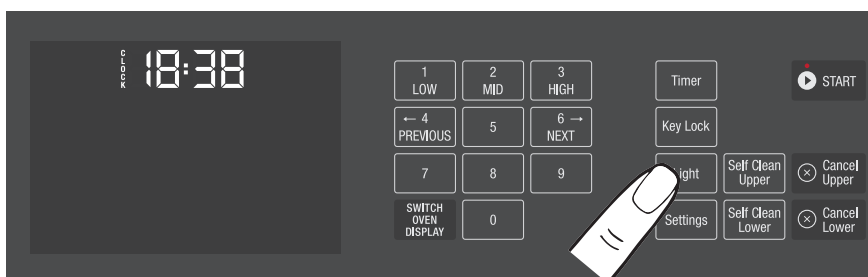 CLOCK
18:38
1
LOW
2
MID
3
HIGH
Timer
START
← 4
PREVIOUS
5
6 →
NEXT
Key Lock
7
8
9
Light
Self Clean
Upper
Cancel
Upper
SWITCH
OVEN
DISPLAY
0
Settings
Self Clean
Lower
Cancel
Lower